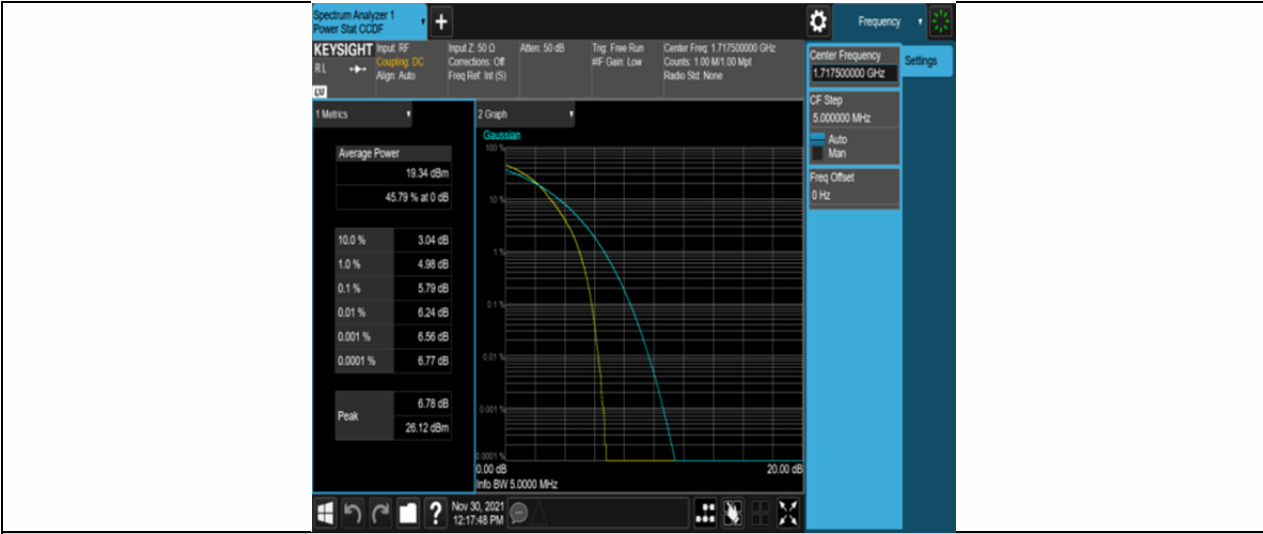 Spectrum Analyzer 1
Power Stat CCDF
Frequency
KEYSIGHT
Input: RF
Coupling: DC
Align: Auto
RL
LV
Input Z: 50 Ω
Corrections: Off
Freq Ref: Int (S)
Atten: 50 dB
Trig: Free Run
#IF Gain: Low
Center Freq: 1.717500000 GHz
Counts: 1.00 M/1.00 Mpt
Radio Std: None
Center Frequency
1.717500000 GHz
Settings
CF Step
5.000000 MHz
Auto
Man
Freq Offset
0 Hz
1 Metrics
Average Power
19.34 dBm
45.79 % at 0 dB
10.0 % 3.04 dB
1.0 % 4.98 dB
0.1 % 5.79 dB
0.01 % 6.24 dB
0.001 % 6.56 dB
0.0001 % 6.77 dB
Peak
6.78 dB
26.12 dBm
2 Graph
Gaussian
100 %
10 %
1 %
0.1 %
0.01 %
0.001 %
0.0001 %
0.00 dB
20.00 dB
Info BW 5.0000 MHz
?
Nov 30, 2021
12:17:48 PM